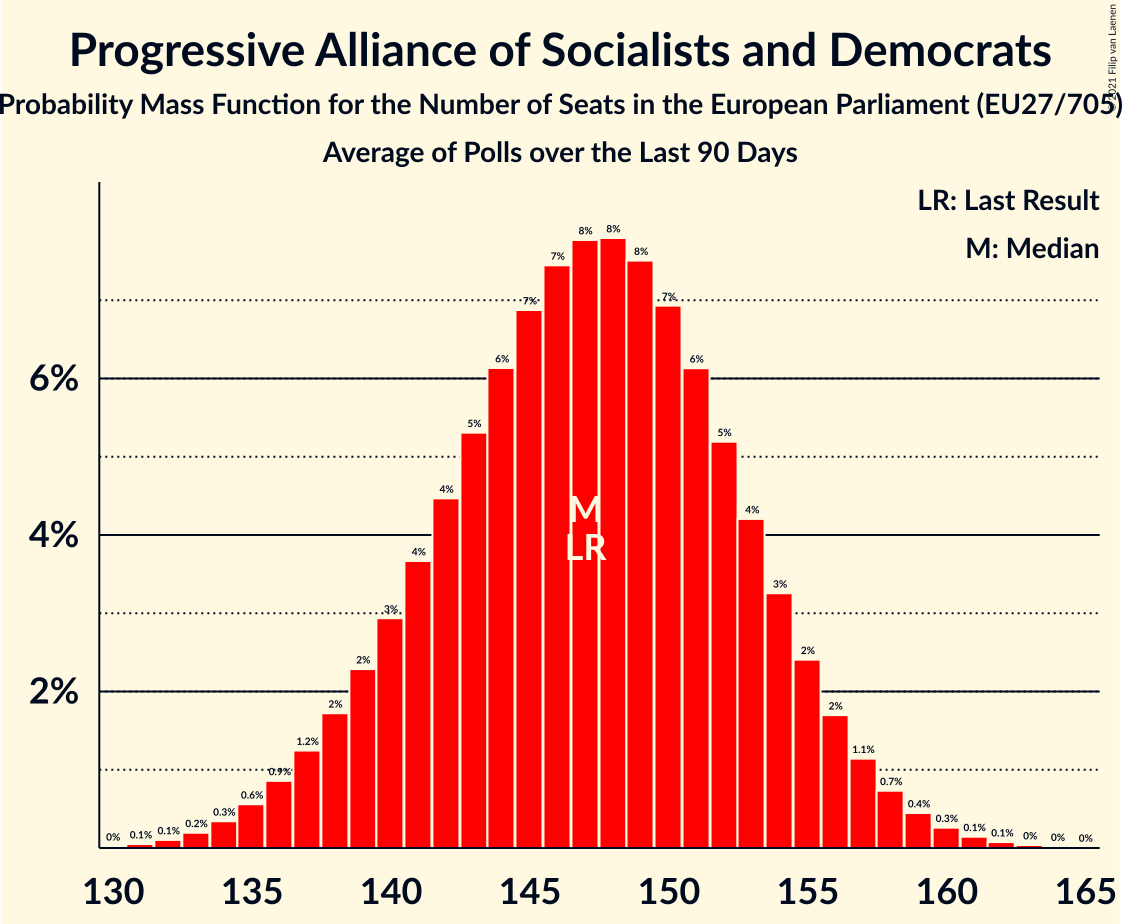 Progressive Alliance of Socialists and Democrats
Probability Mass Function for the Number of Seats in the European Parliament (EU27/705)
Average of Polls over the Last 90 Days
© 2021 Filip van Laenen
LR: Last Result
M: Median
6%
4%
2%
0% 0.1% 0.1% 0.2% 0.3% 0.6% 0.9% 1.2% 2% 2% 3% 4% 4% 5% 6% 7% 7% 8% 8% 8% 7% 6% 5% 4% 3% 2% 2% 1.1% 0.7% 0.4% 0.3% 0.1% 0.1% 0% 0% 0%
M
LR
130 135 140 145 150 155 160 165